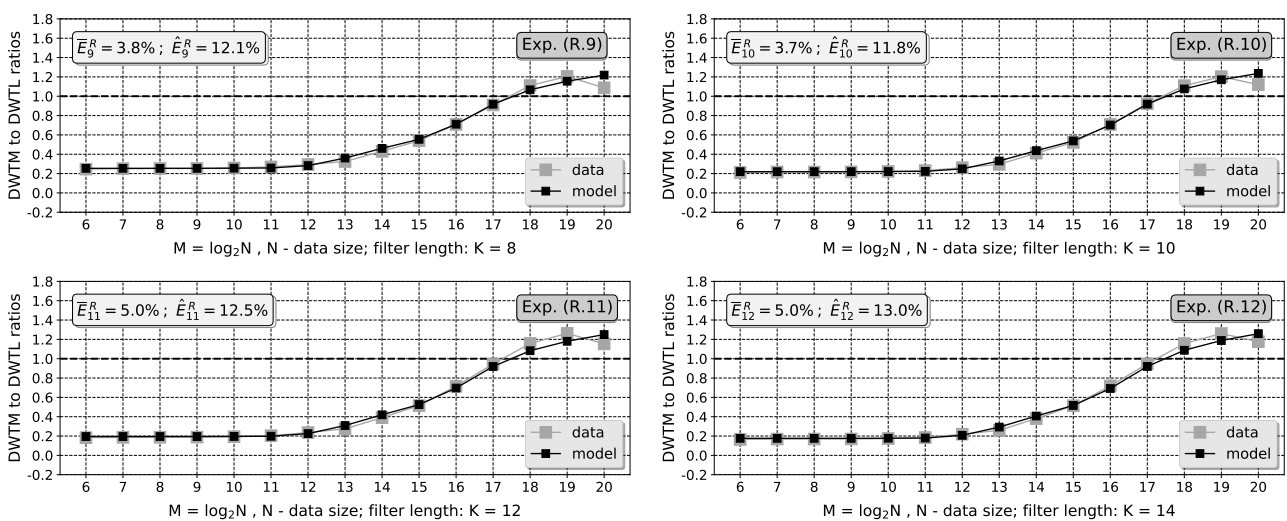 DWTM to DWTL ratios
1.8
1.6
1.4
1.2
1.0
0.8
0.6
0.4
0.2
0.0
-0.2
E̅₉ᴿ = 3.8% ; Ê₉ᴿ = 12.1%
Exp. (R.9)
data
model
6 7 8 9 10 11 12 13 14 15 16 17 18 19 20
M = log₂N , N - data size; filter length: K = 8
DWTM to DWTL ratios
1.8
1.6
1.4
1.2
1.0
0.8
0.6
0.4
0.2
0.0
-0.2
E̅₁₀ᴿ = 3.7% ; Ê₁₀ᴿ = 11.8%
Exp. (R.10)
data
model
6 7 8 9 10 11 12 13 14 15 16 17 18 19 20
M = log₂N , N - data size; filter length: K = 10
DWTM to DWTL ratios
1.8
1.6
1.4
1.2
1.0
0.8
0.6
0.4
0.2
0.0
-0.2
E̅₁₁ᴿ = 5.0% ; Ê₁₁ᴿ = 12.5%
Exp. (R.11)
data
model
6 7 8 9 10 11 12 13 14 15 16 17 18 19 20
M = log₂N , N - data size; filter length: K = 12
DWTM to DWTL ratios
1.8
1.6
1.4
1.2
1.0
0.8
0.6
0.4
0.2
0.0
-0.2
E̅₁₂ᴿ = 5.0% ; Ê₁₂ᴿ = 13.0%
Exp. (R.12)
data
model
6 7 8 9 10 11 12 13 14 15 16 17 18 19 20
M = log₂N , N - data size; filter length: K = 14